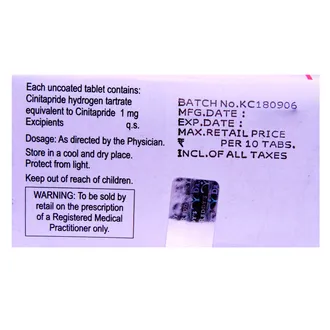 Each uncoated tablet contains:
Cinitapride hydrogen tartrate
equivalent to Cinitapride 1 mg
Excipients q.s.
Dosage: As directed by the Physician.
Store in a cool and dry place.
Protect from light.
Keep out of reach of children.
WARNING: To be sold by
retail on the prescription
of a Registered Medical
Practitioner only.
BATCH No.KC180906
MFG.DATE :
EXP.DATE :
MAX.RETAIL PRICE
₹ PER 10 TABS.
INCL.OF ALL TAXES